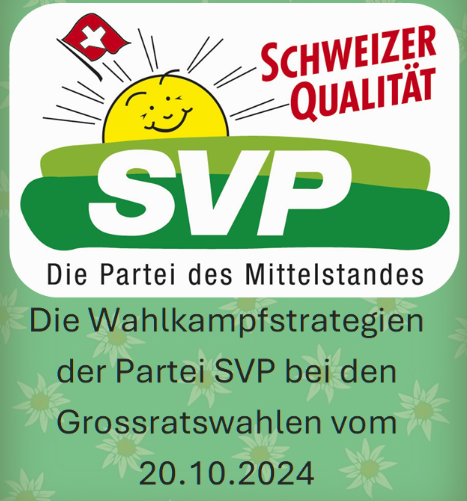 SCHWEIZER
QUALITÄT
SVP
Die Partei des Mittelstandes
Die Wahlkampfstrategien
der Partei SVP bei den
Grossratswahlen vom
20.10.2024